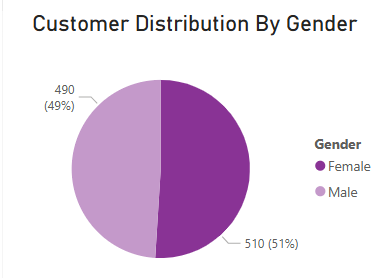 Customer Distribution By Gender
490
(49%)
Gender
Female
Male
510 (51%)